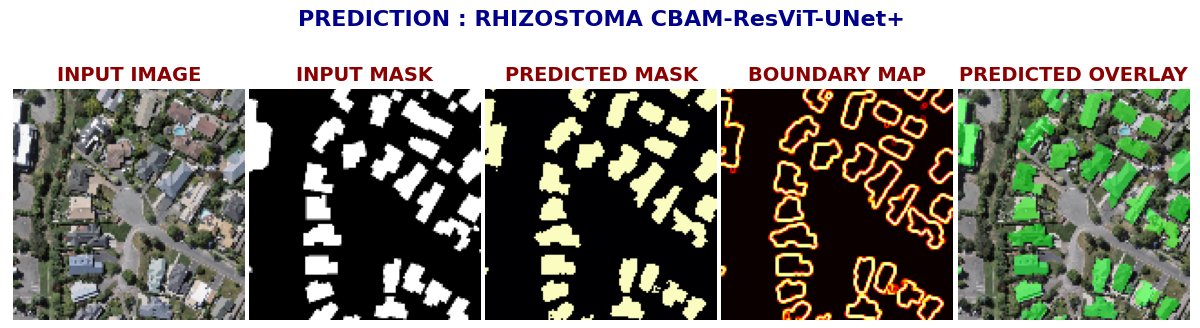 PREDICTION : RHIZOSTOMA CBAM-ResViT-UNet+
INPUT IMAGE
INPUT MASK
PREDICTED MASK
BOUNDARY MAP
PREDICTED OVERLAY